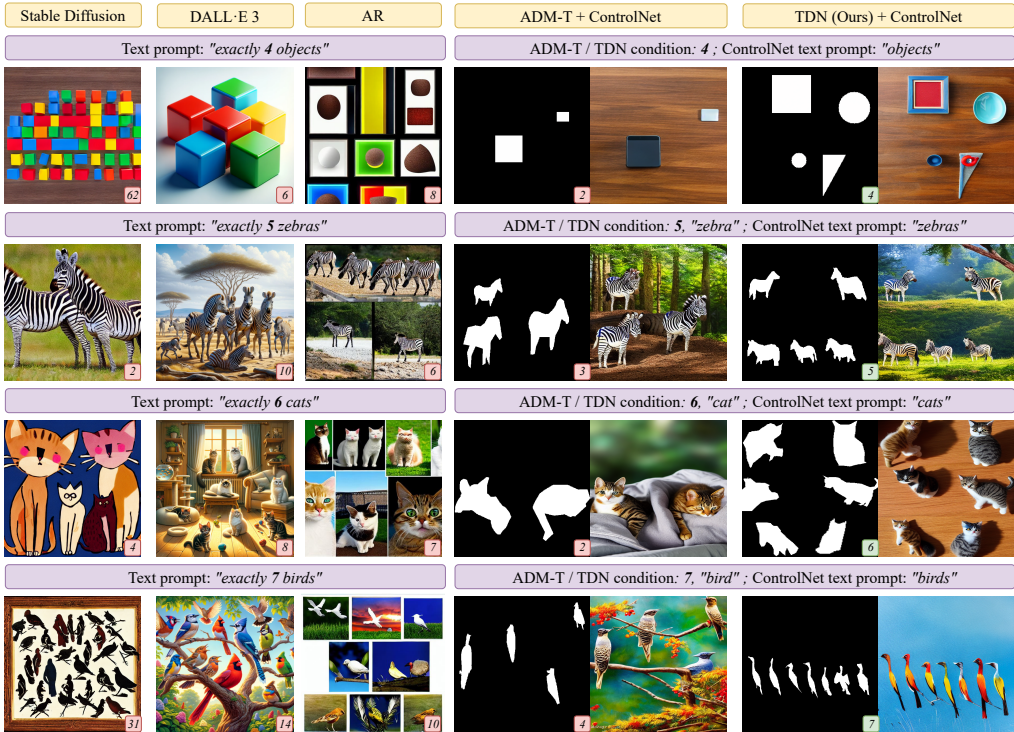 Stable Diffusion
DALL·E 3
AR
ADM-T + ControlNet
TDN (Ours) + ControlNet
Text prompt: "exactly 4 objects"
ADM-T / TDN condition: 4 ; ControlNet text prompt: "objects"
62
6
8
2
4
Text prompt: "exactly 5 zebras"
ADM-T / TDN condition: 5, "zebra" ; ControlNet text prompt: "zebras"
2
10
6
3
5
Text prompt: "exactly 6 cats"
ADM-T / TDN condition: 6, "cat" ; ControlNet text prompt: "cats"
4
8
7
2
6
Text prompt: "exactly 7 birds"
ADM-T / TDN condition: 7, "bird" ; ControlNet text prompt: "birds"
31
14
10
4
7